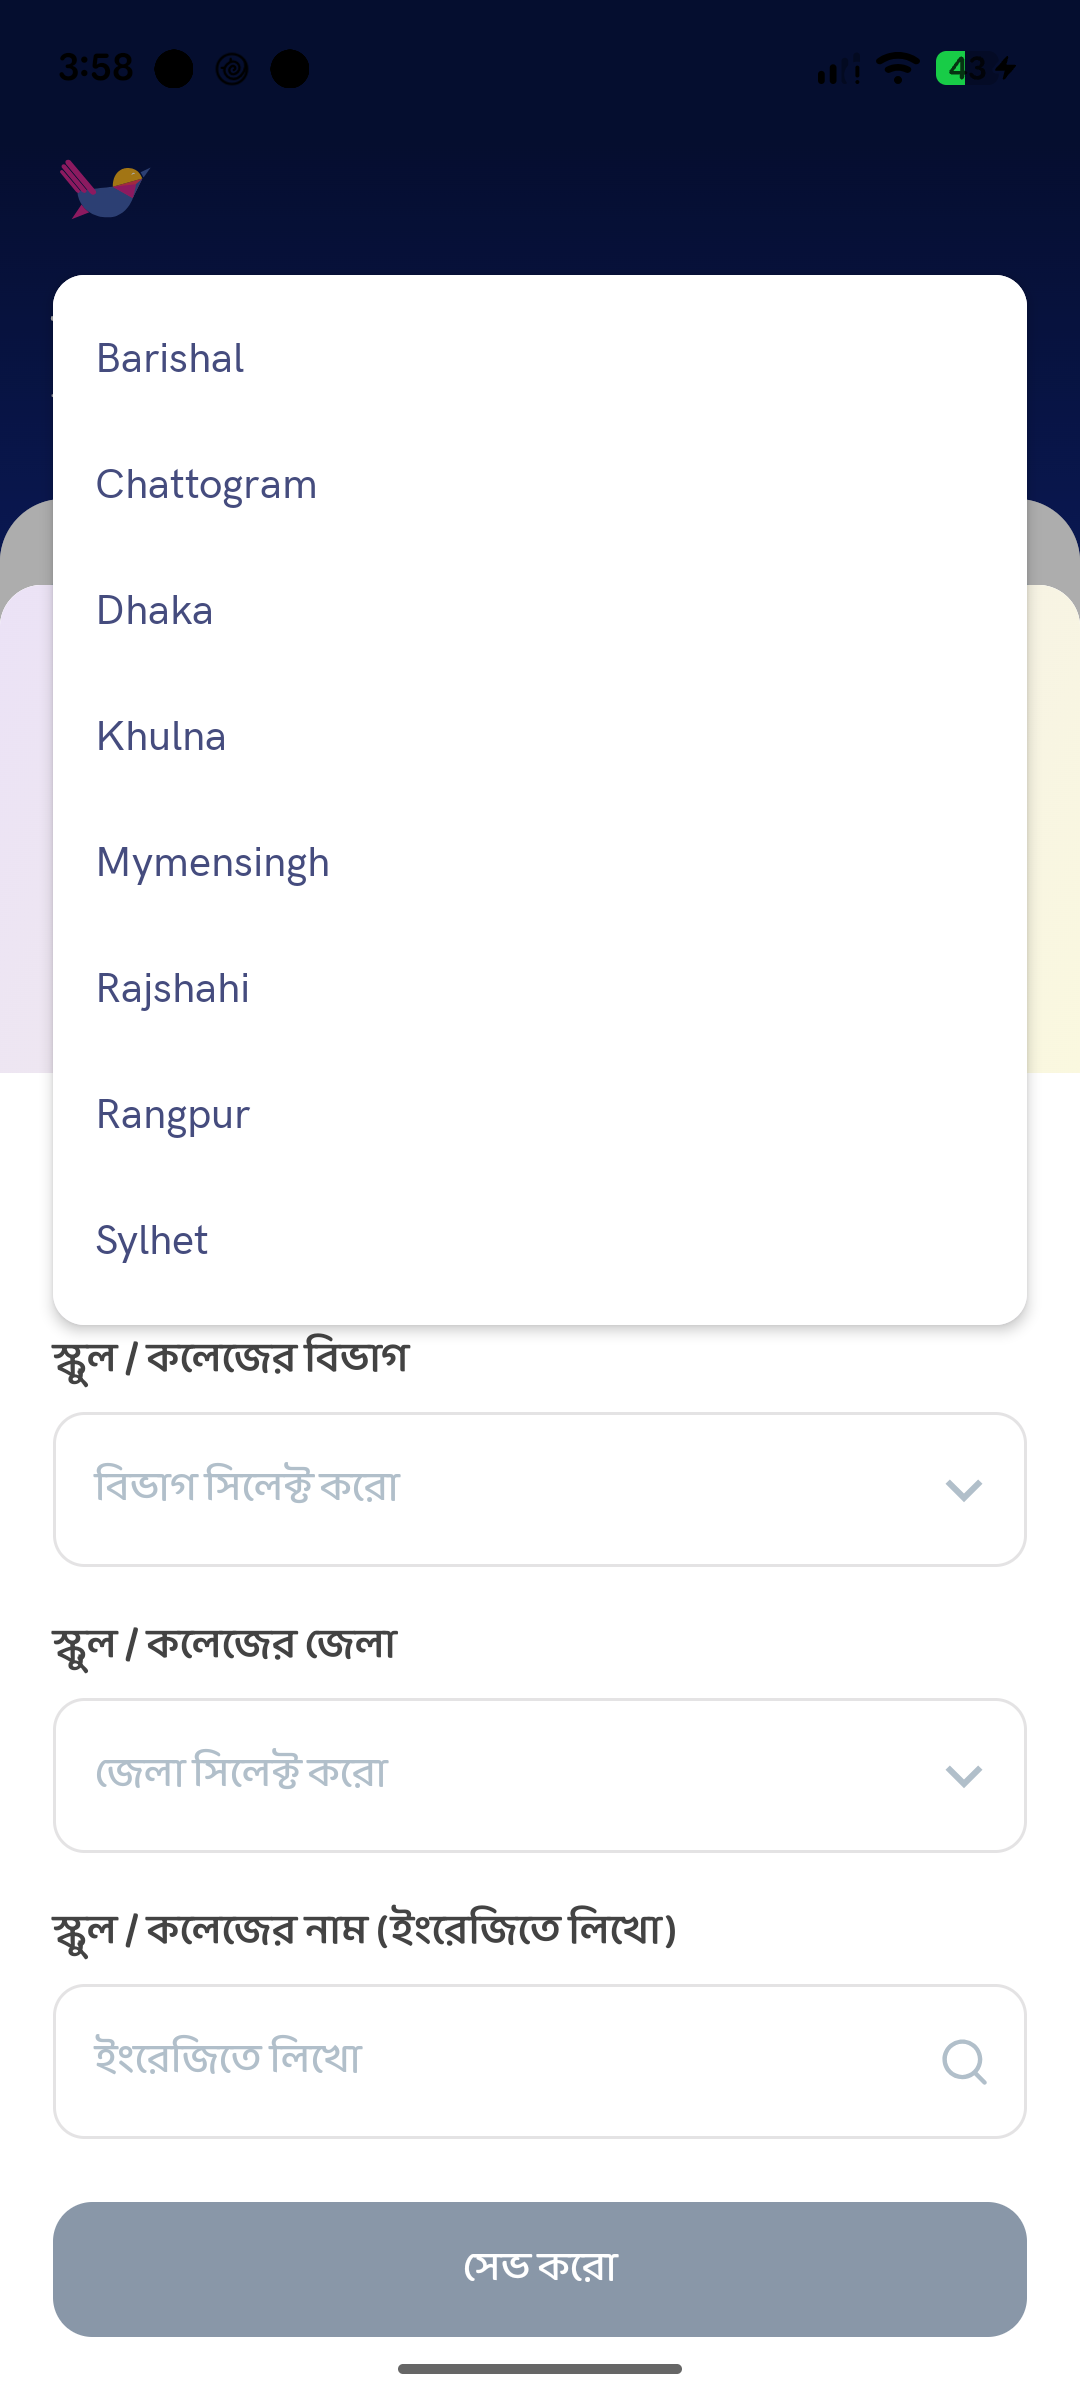 3:58
43
Barishal
Chattogram
Dhaka
Khulna
Mymensingh
Rajshahi
Rangpur
Sylhet
স্কুল / কলেজের বিভাগ
বিভাগ সিলেক্ট করো
স্কুল / কলেজের জেলা
জেলা সিলেক্ট করো
স্কুল / কলেজের নাম (ইংরেজিতে লিখো)
ইংরেজিতে লিখো
সেভ করো